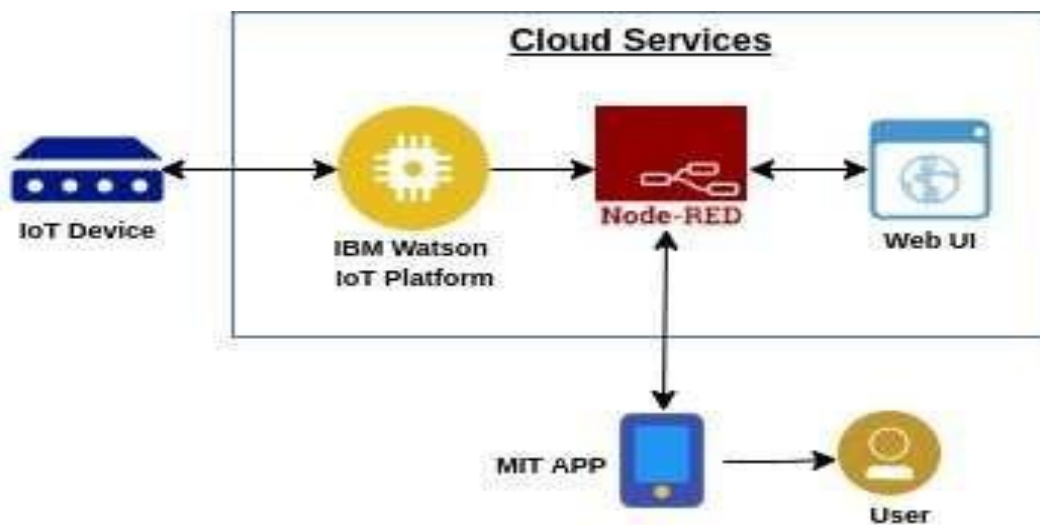 Cloud Services
IoT Device
IBM Watson
IoT Platform
Node-RED
Web UI
MIT APP
User